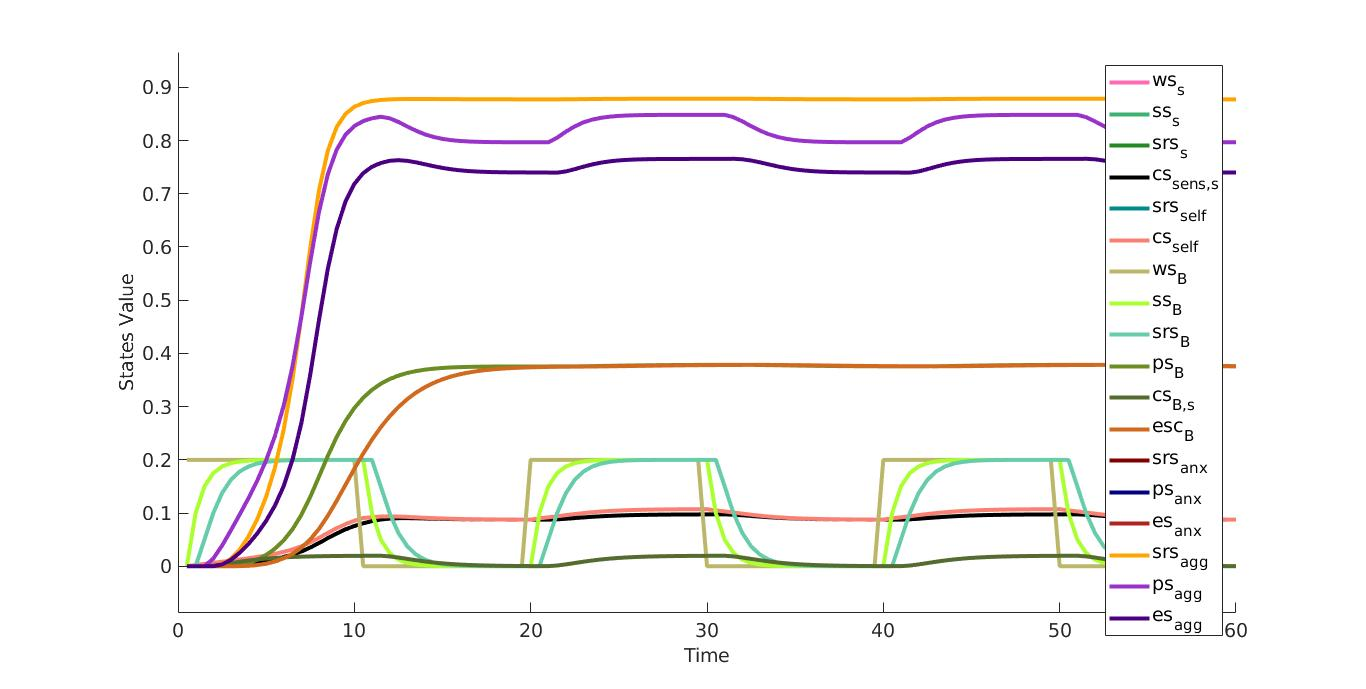 States Value
0.9
0.8
0.7
0.6
0.5
0.4
0.3
0.2
0.1
0
0 10 20 30 40 50 60
Time
ws_s
ss_s
srs_s
cs_sens,s
srs_self
cs_self
ws_B
ss_B
srs_B
ps_B
cs_B,s
esc_B
srs_anx
ps_anx
es_anx
srs_agg
ps_agg
es_agg